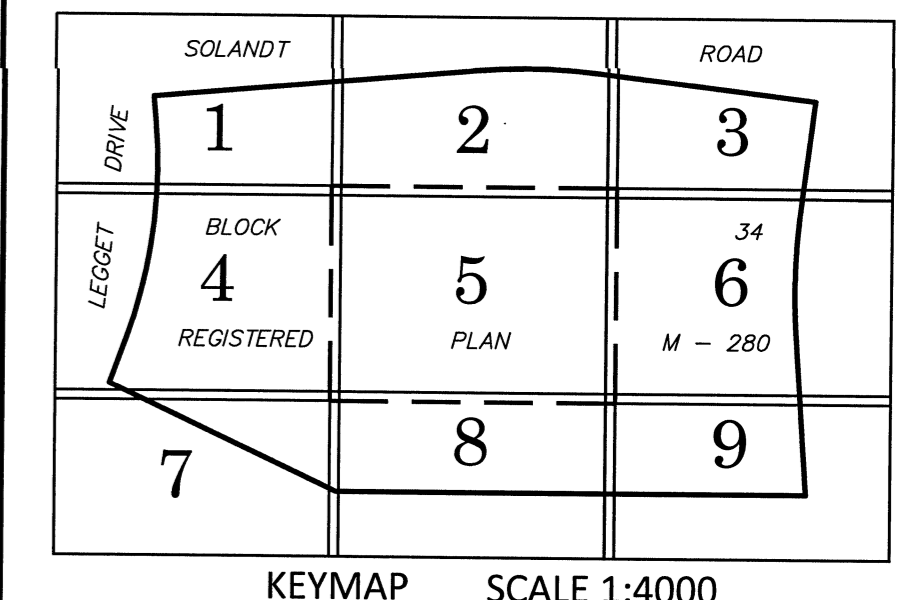 SOLANDT ROAD
DRIVE
1 2 3
LEGGET
BLOCK 34
4 5 6
REGISTERED PLAN M - 280
7 8 9
KEYMAP SCALE 1:4000